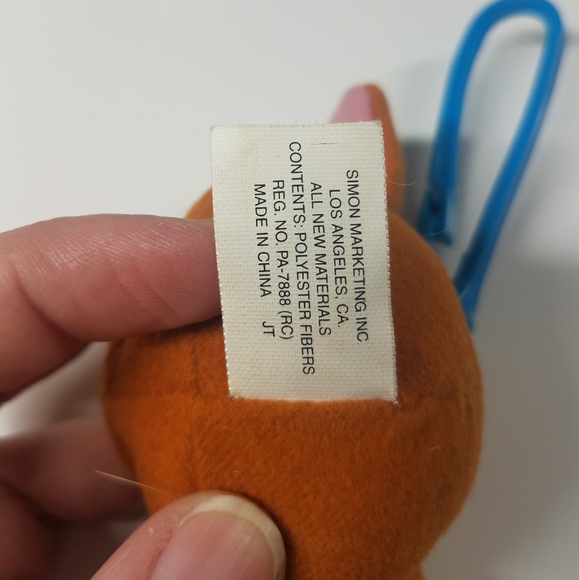 SIMON MARKETING INC
LOS ANGELES, CA.
ALL NEW MATERIALS
CONTENTS: POLYESTER FIBERS
REG. NO. PA-7888 (RC)
MADE IN CHINA JT